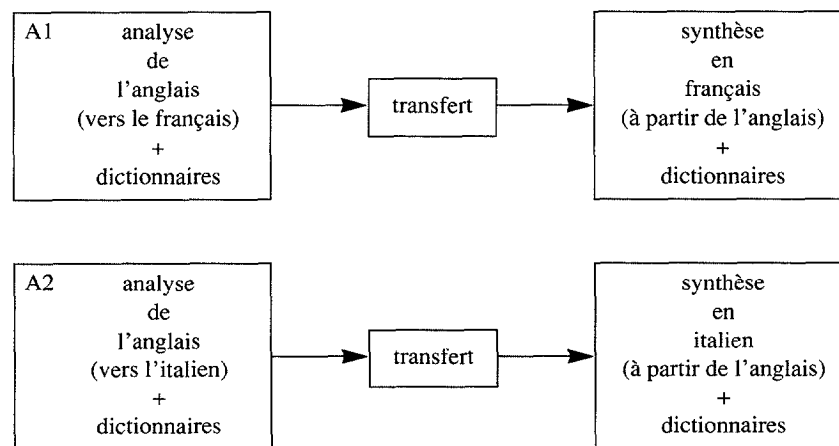 A1 analyse
de
l'anglais
(vers le français)
+
dictionnaires
transfert
synthèse
en
français
(à partir de l'anglais)
+
dictionnaires
A2 analyse
de
l'anglais
(vers l'italien)
+
dictionnaires
transfert
synthèse
en
italien
(à partir de l'anglais)
+
dictionnaires